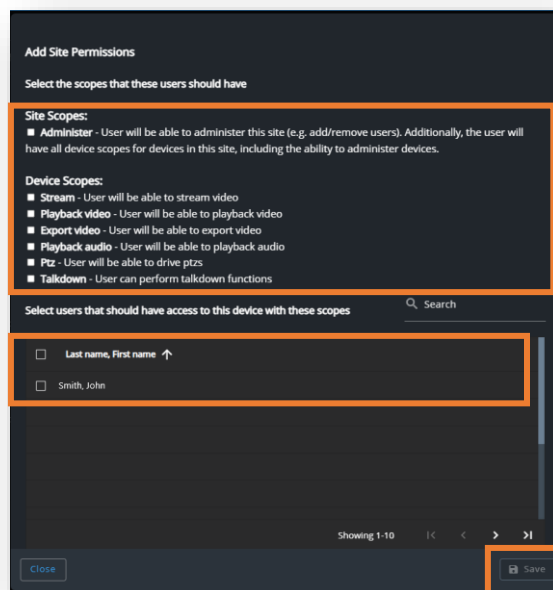 Add Site Permissions
Select the scopes that these users should have
Site Scopes:
Administer - User will be able to administer this site (e.g. add/remove users). Additionally, the user will
have all device scopes for devices in this site, including the ability to administer devices.
Device Scopes:
Stream - User will be able to stream video
Playback video - User will be able to playback video
Export video - User will be able to export video
Playback audio - User will be able to playback audio
Ptz - User will be able to drive ptzs
Talkdown - User can perform talkdown functions
Select users that should have access to this device with these scopes
Search
Last name, First name ↑
Smith, John
Showing 1-10
Close
Save